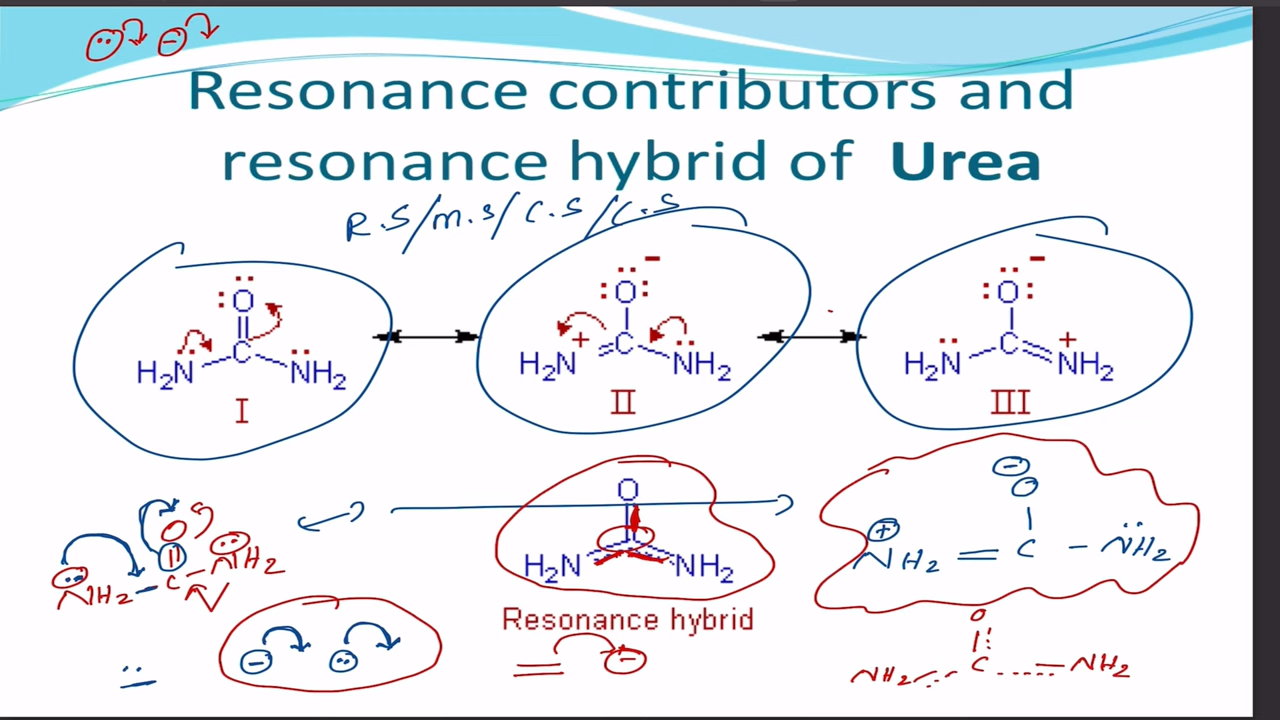 Resonance contributors and
resonance hybrid of Urea
R.S/M.S/C.S/C.S
:O: :O:⁻ :O:⁻
C C C
H₂N NH₂ H₂N⁺ NH₂ H₂N ⁺NH₂
I II III
O
H₂N NH₂
Resonance hybrid
O
NH₂ - C - NH₂
⊖
O
|
⊕
NH₂ = C - NH₂
O
C
NH₂ NH₂